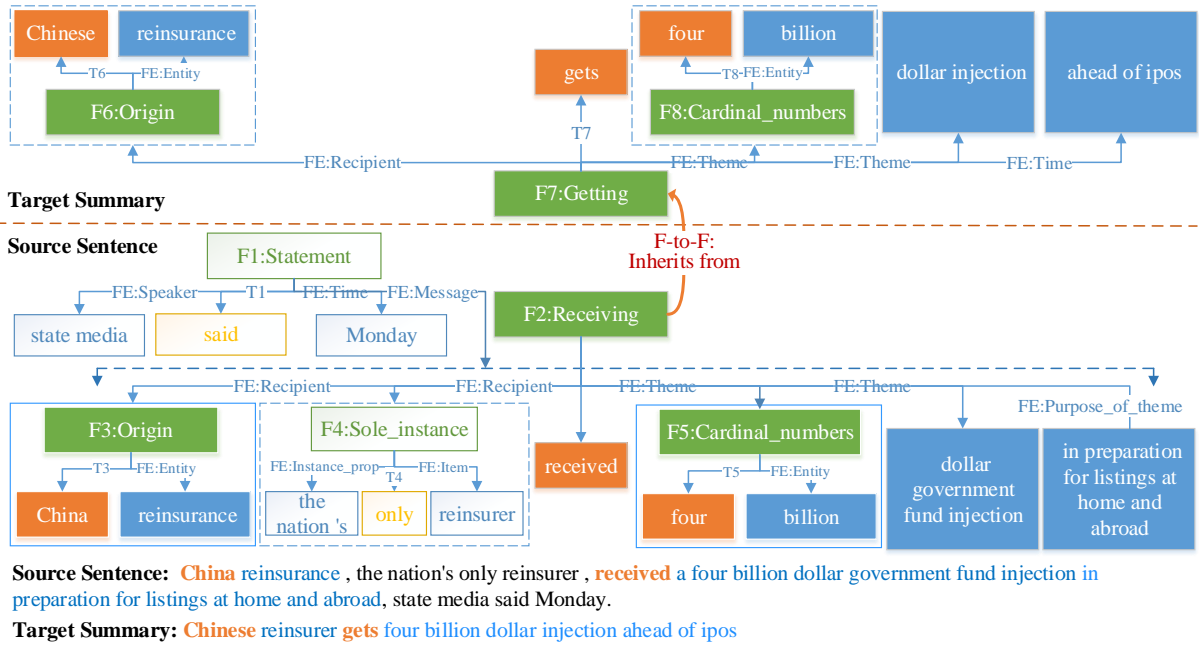 Chinese
reinsurance
T6
FE:Entity
F6:Origin
gets
T7
four
billion
T8
FE:Entity
F8:Cardinal_numbers
dollar injection
ahead of ipos
FE:Recipient
FE:Theme
FE:Theme
FE:Time
F7:Getting
Target Summary
F-to-F:
Inherits from
Source Sentence
F1:Statement
FE:Speaker
T1
FE:Time
FE:Message
state media
said
Monday
F2:Receiving
FE:Recipient
FE:Recipient
FE:Theme
FE:Theme
FE:Purpose_of_theme
F3:Origin
T3
FE:Entity
China
reinsurance
F4:Sole_instance
FE:Instance_prop
T4
FE:Item
the
nation 's
only
reinsurer
received
F5:Cardinal_numbers
T5
FE:Entity
four
billion
dollar
government
fund injection
in preparation
for listings at
home and
abroad
Source Sentence: China reinsurance , the nation's only reinsurer , received a four billion dollar government fund injection in
preparation for listings at home and abroad, state media said Monday.
Target Summary: Chinese reinsurer gets four billion dollar injection ahead of ipos